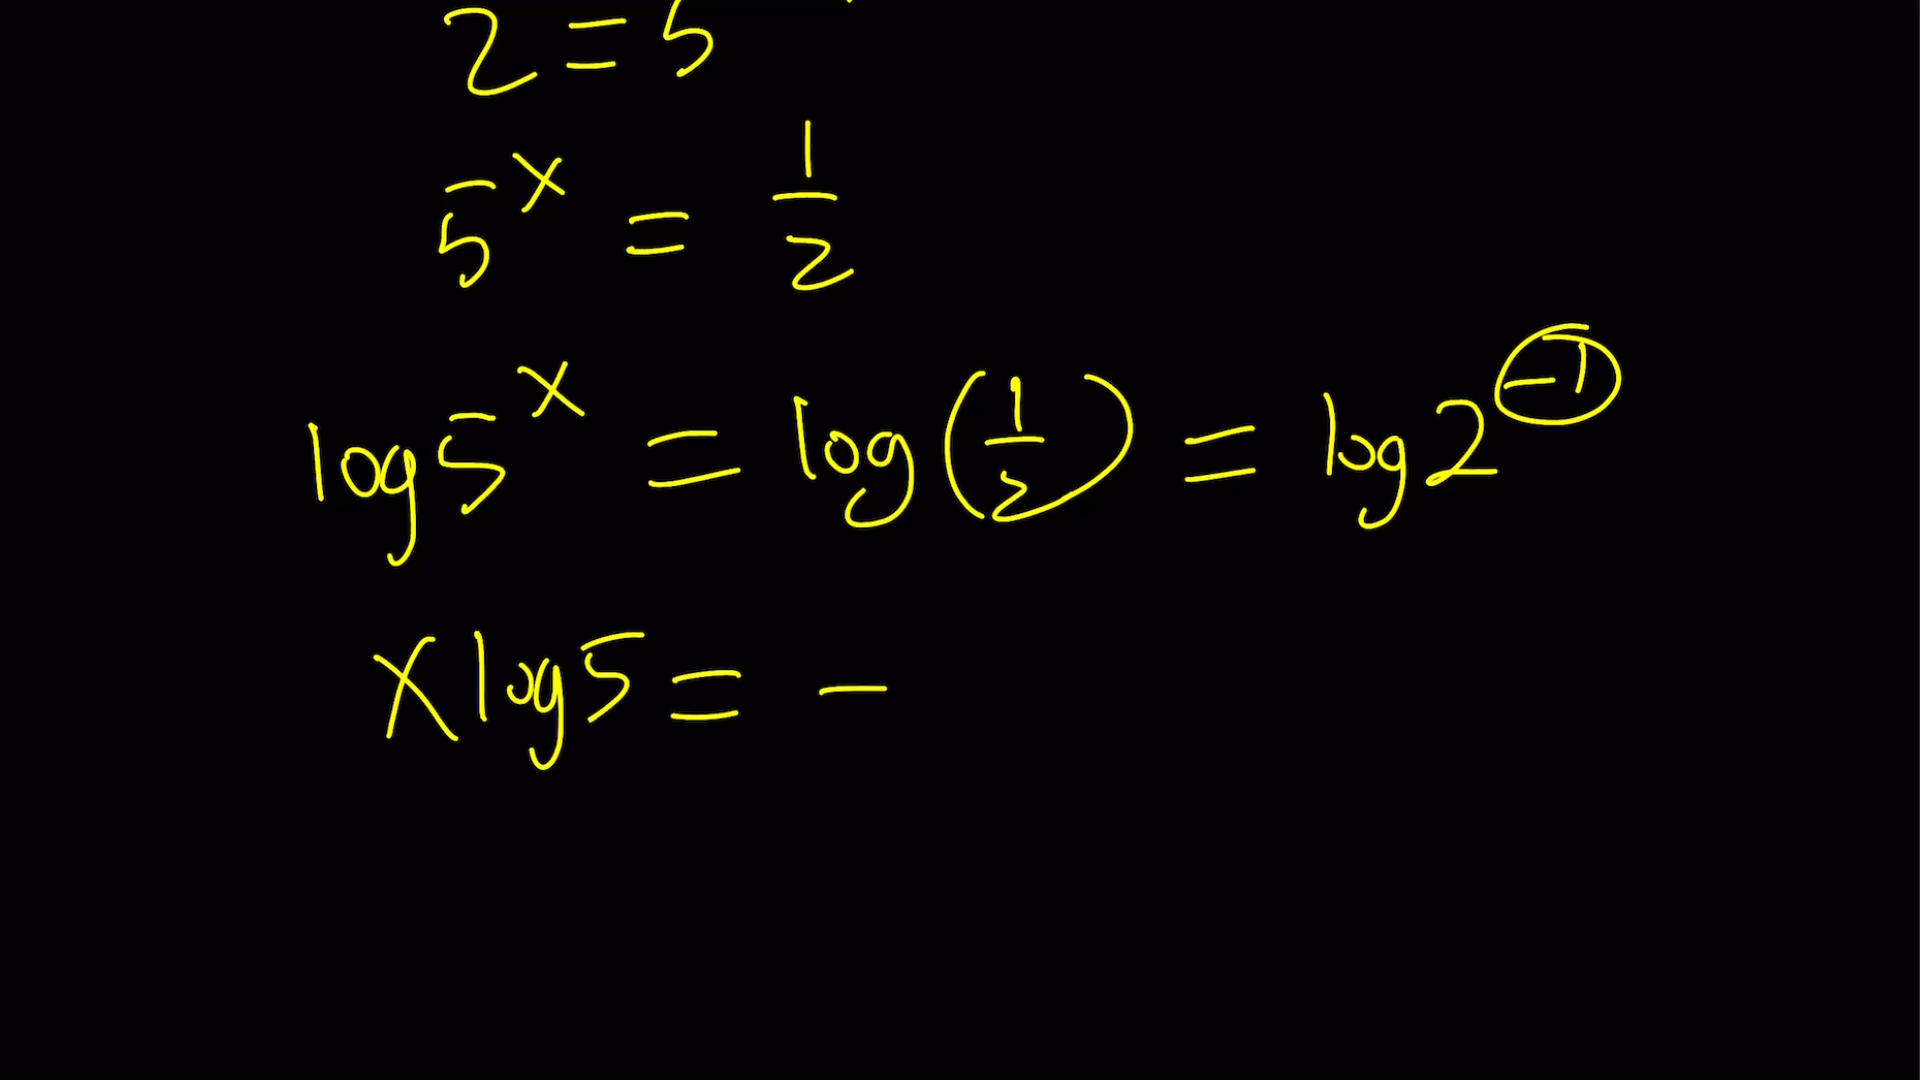 2 = 5
5^x = 1/2
log 5^x = log(1/2) = log 2^-1
x log 5 = -